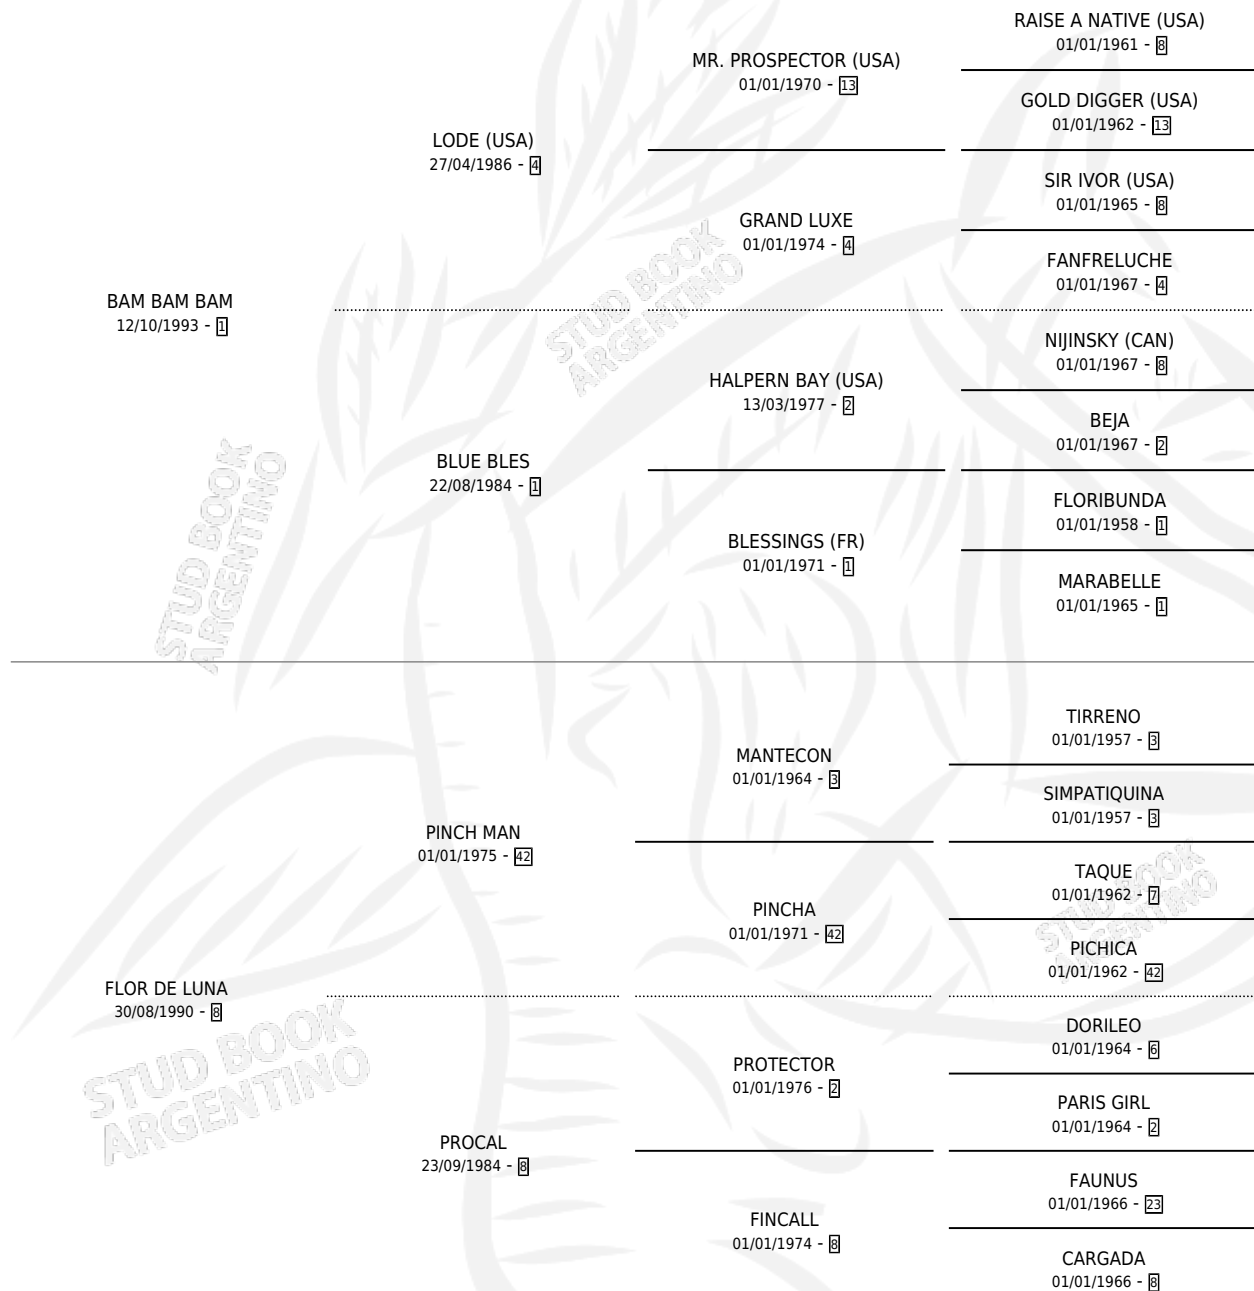 RAISE A NATIVE (USA)
01/01/1961 - 8
MR. PROSPECTOR (USA)
01/01/1970 - 13
GOLD DIGGER (USA)
01/01/1962 - 13
LODE (USA)
27/04/1986 - 4
SIR IVOR (USA)
01/01/1965 - 8
GRAND LUXE
01/01/1974 - 4
FANFRELUCHE
01/01/1967 - 4
BAM BAM BAM
12/10/1993 - 1
NIJINSKY (CAN)
01/01/1967 - 8
HALPERN BAY (USA)
13/03/1977 - 2
BEJA
01/01/1967 - 2
BLUE BLES
22/08/1984 - 1
FLORIBUNDA
01/01/1958 - 1
BLESSINGS (FR)
01/01/1971 - 1
MARABELLE
01/01/1965 - 1
TIRRENO
01/01/1957 - 3
MANTECON
01/01/1964 - 3
SIMPATIQUINA
01/01/1957 - 3
PINCH MAN
01/01/1975 - 42
TAQUE
01/01/1962 - 7
PINCHA
01/01/1971 - 42
PICHICA
01/01/1962 - 42
FLOR DE LUNA
30/08/1990 - 8
DORILEO
01/01/1964 - 6
PROTECTOR
01/01/1976 - 2
PARIS GIRL
01/01/1964 - 2
PROCAL
23/09/1984 - 8
FAUNUS
01/01/1966 - 23
FINCALL
01/01/1974 - 8
CARGADA
01/01/1966 - 8
STUD BOOK
ARGENTINO
STUD BOOK
ARGENTINO
STUD BOOK
ARGENTINO
STUD BOOK
ARGENTINO